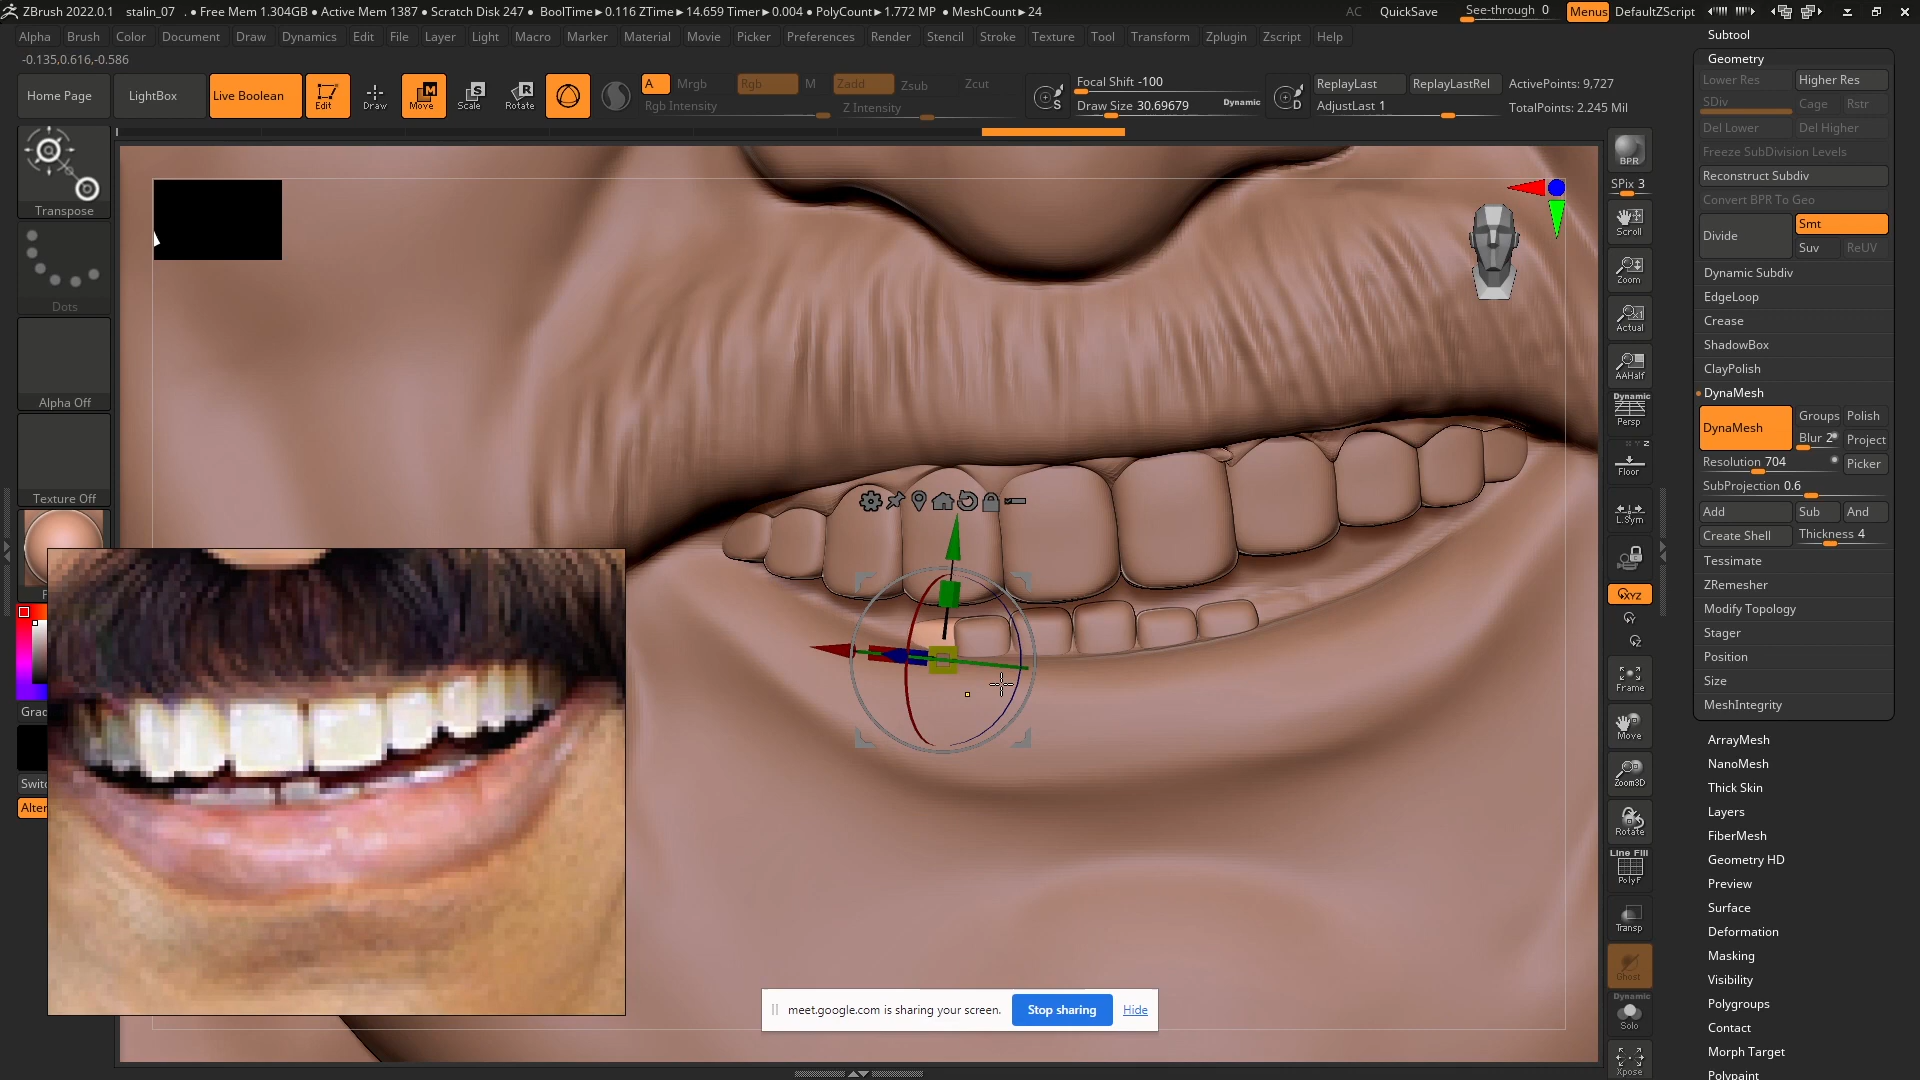 ZBrush 2022.0.1 stalin_07 . ● Free Mem 1.304GB ● Active Mem 1387 ● Scratch Disk 247 ● BoolTime►0.116 ZTime►14.659 Timer►0.004 ● PolyCount►1.772 MP ● MeshCount►24 AC QuickSave See-through 0 Menus DefaultZScript
Alpha Brush Color Document Draw Dynamics Edit File Layer Light Macro Marker Material Movie Picker Preferences Render Stencil Stroke Texture Tool Transform Zplugin Zscript Help
-0.135,0.616,-0.586
Home Page LightBox Live Boolean Edit Draw Move Scale Rotate
A Mrgb Rgb M Zadd Zsub Zcut
Rgb Intensity Z Intensity
Focal Shift -100
Draw Size 30.69679 Dynamic
ReplayLast ReplayLastRel
AdjustLast 1
ActivePoints: 9,727
TotalPoints: 2.245 Mil
Transpose
Dots
Alpha Off
Texture Off
Grad
Switc
Alter
BPR
SPix 3
Scroll
Zoom
Actual
AAHalf
Dynamic
Persp
Floor
L.Sym
XYZ
Frame
Move
Zoom3D
Rotate
Line Fill
PolyF
Transp
Ghost
Dynamic
Solo
Xpose
Subtool
Geometry
Lower Res Higher Res
SDiv Cage Rstr
Del Lower Del Higher
Freeze SubDivision Levels
Reconstruct Subdiv
Convert BPR To Geo
Divide Smt
Suv ReUV
Dynamic Subdiv
EdgeLoop
Crease
ShadowBox
ClayPolish
DynaMesh
DynaMesh Groups Polish
Blur 2 Project
Resolution 704 Picker
SubProjection 0.6
Add Sub And
Create Shell Thickness 4
Tessimate
ZRemesher
Modify Topology
Stager
Position
Size
MeshIntegrity
ArrayMesh
NanoMesh
Thick Skin
Layers
FiberMesh
Geometry HD
Preview
Surface
Deformation
Masking
Visibility
Polygroups
Contact
Morph Target
Polypaint
meet.google.com is sharing your screen. Stop sharing Hide